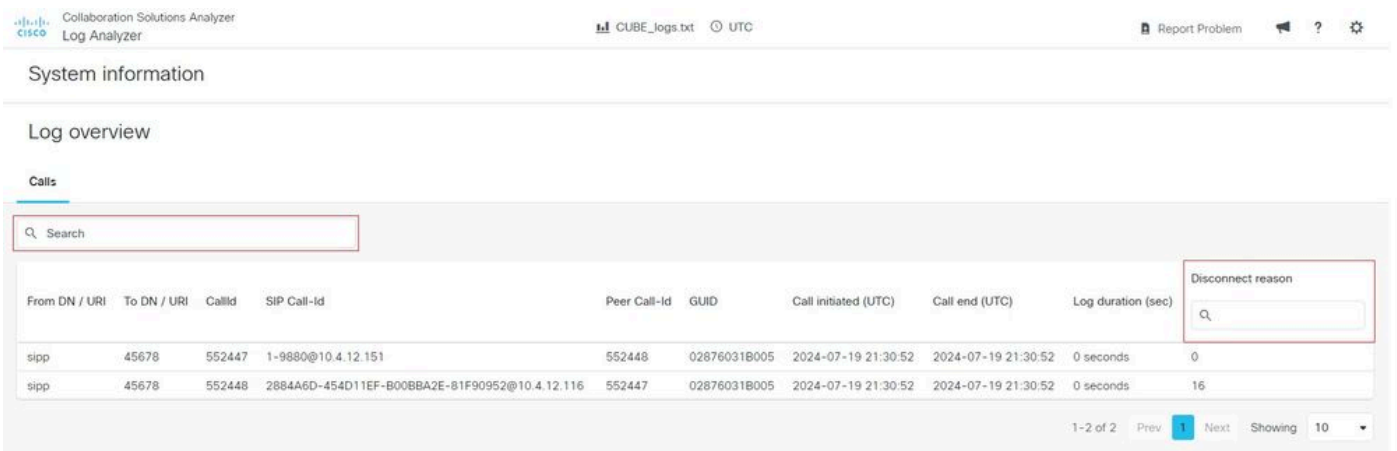 Collaboration Solutions Analyzer
CISCO
Log Analyzer
CUBE_logs.txt UTC
Report Problem ?
System information
Log overview
Calls
Search
From DN / URI To DN / URI CallId SIP Call-Id Peer Call-Id GUID Call initiated (UTC) Call end (UTC) Log duration (sec) Disconnect reason
sipp 45678 552447 1-9880@10.4.12.151 552448 02876031B005 2024-07-19 21:30:52 2024-07-19 21:30:52 0 seconds 0
sipp 45678 552448 2884A6D-454D11EF-B00BBA2E-81F90952@10.4.12.116 552447 02876031B005 2024-07-19 21:30:52 2024-07-19 21:30:52 0 seconds 16
1-2 of 2 Prev 1 Next Showing 10